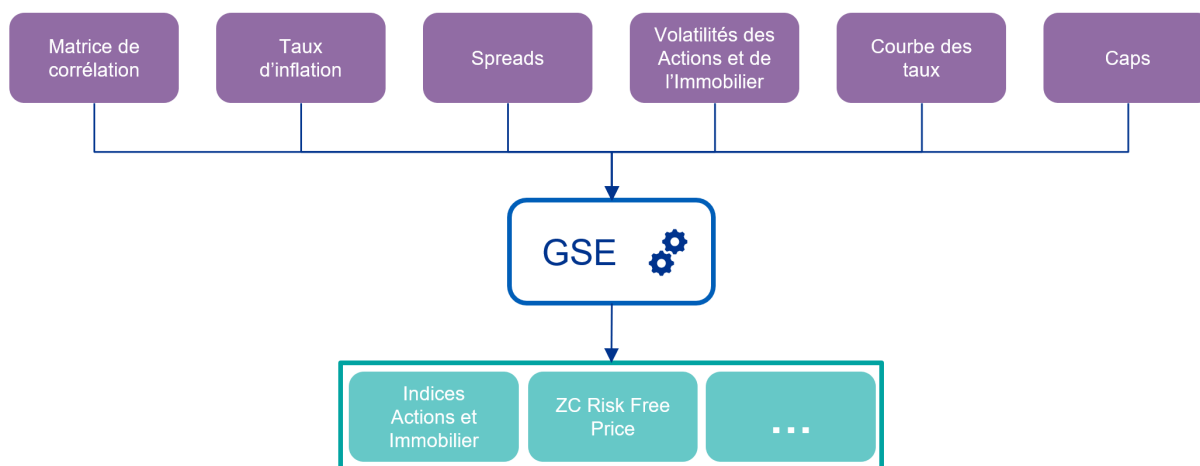 Matrice de
corrélation
Taux
d’inflation
Spreads
Volatilités des
Actions et de
l’Immobilier
Courbe des
taux
Caps
GSE
Indices
Actions et
Immobilier
ZC Risk Free
Price
...